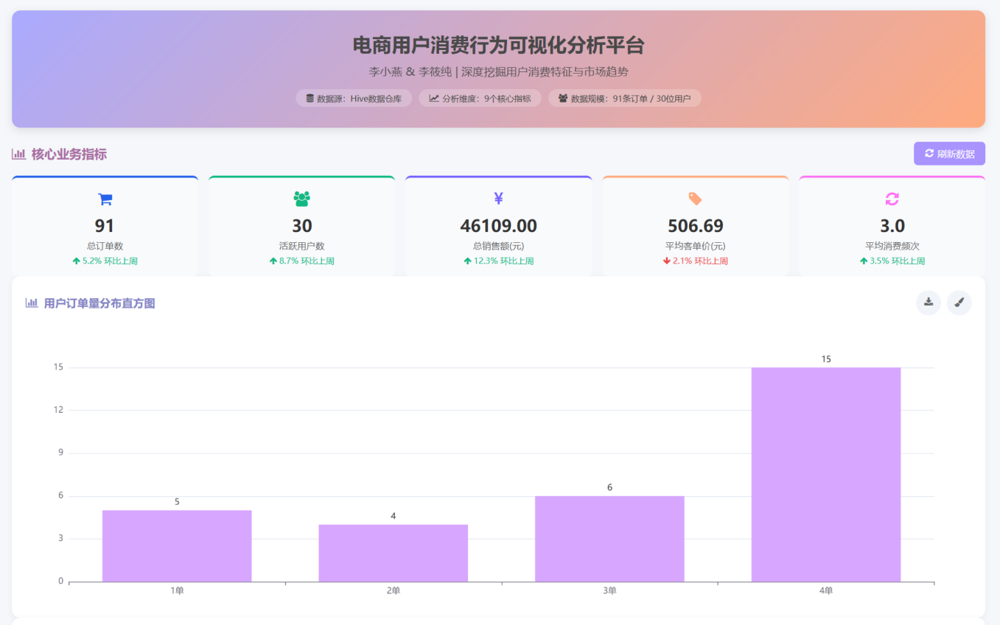 电商用户消费行为可视化分析平台
李小燕 & 李筱纯 | 深度挖掘用户消费特征与市场趋势
数据源：Hive数据仓库
分析维度：9个核心指标
数据规模：91条订单 / 30位用户
核心业务指标
刷新数据
91
总订单数
5.2% 环比上周
30
活跃用户数
8.7% 环比上周
¥
46109.00
总销售额(元)
12.3% 环比上周
506.69
平均客单价(元)
2.1% 环比上周
3.0
平均消费频次
3.5% 环比上周
用户订单量分布直方图
15
12
9
6
3
0
5
4
6
15
1单
2单
3单
4单